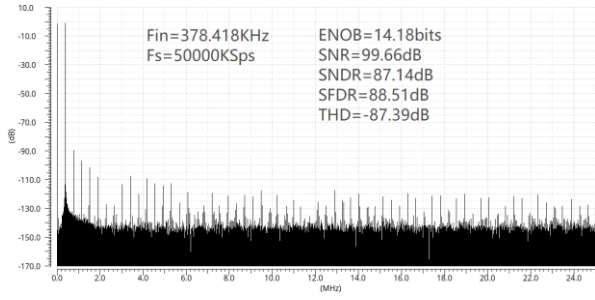 10.0
-10.0
-30.0
-50.0
-70.0
-90.0
-110.0
-130.0
-150.0
-170.0
(dB)
Fin=378.418KHz
Fs=50000KSps
ENOB=14.18bits
SNR=99.66dB
SNDR=87.14dB
SFDR=88.51dB
THD=-87.39dB
0.0 2.0 4.0 6.0 8.0 10.0 12.0 14.0 16.0 18.0 20.0 22.0 24.0
(MHz)